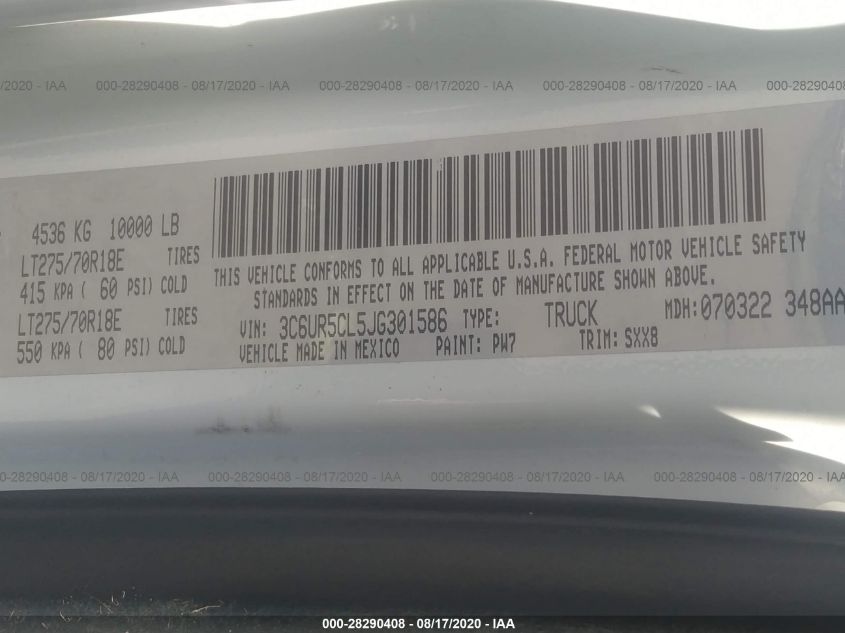 /2020 - IAA 000-28290408 - 08/17/2020 - IAA 000-28290408 - 08/17/2020 - IAA 000-28290408 - 08/17/2020 - IAA 000-28290408
4536 KG 10000 LB
LT275/70R18E TIRES
415 KPA ( 60 PSI) COLD
LT275/70R18E TIRES
550 KPA ( 80 PSI) COLD
THIS VEHICLE CONFORMS TO ALL APPLICABLE U.S.A. FEDERAL MOTOR VEHICLE SAFETY
STANDARDS IN EFFECT ON THE DATE OF MANUFACTURE SHOWN ABOVE.
VIN: 3C6UR5CL5JG301586 TYPE: TRUCK MDH: 070322 348AA
VEHICLE MADE IN MEXICO PAINT: PW7 TRIM: SXX8
0-28290408 - 08/17/2020 - IAA 000-28290408 - 08/17/2020 - IAA 000-28290408 - 08/17/2020 - IAA 000-28290408 - 08/17/2020 - IAA
000-28290408 - 08/17/2020 - IAA